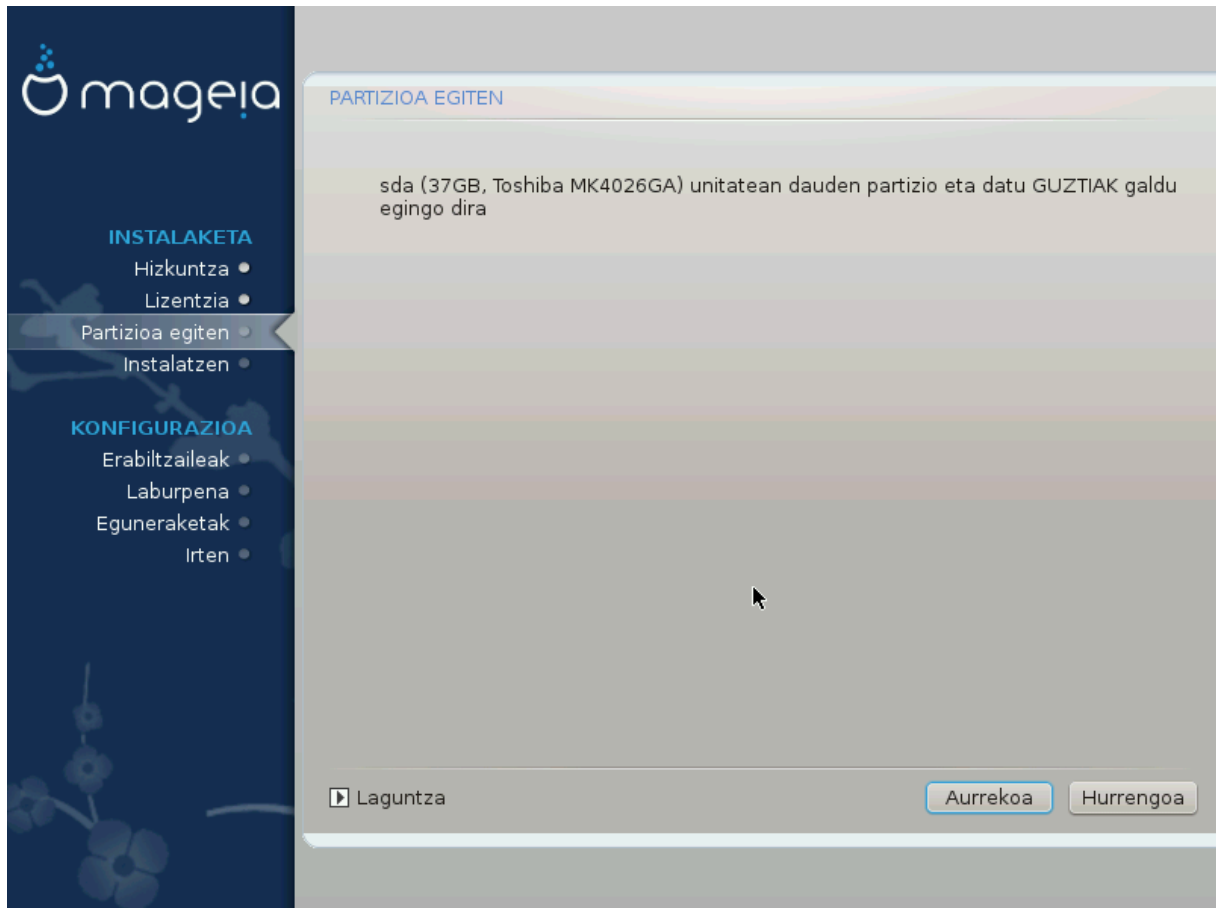 mageia
INSTALAKETA
Hizkuntza
Lizentzia
Partizioa egiten
Instalatzen
KONFIGURAZIOA
Erabiltzaileak
Laburpena
Eguneraketak
Irten
PARTIZIOA EGITEN
sda (37GB, Toshiba MK4026GA) unitatean dauden partizio eta datu GUZTIAK galdu
egingo dira
Laguntza
Aurrekoa
Hurrengoa